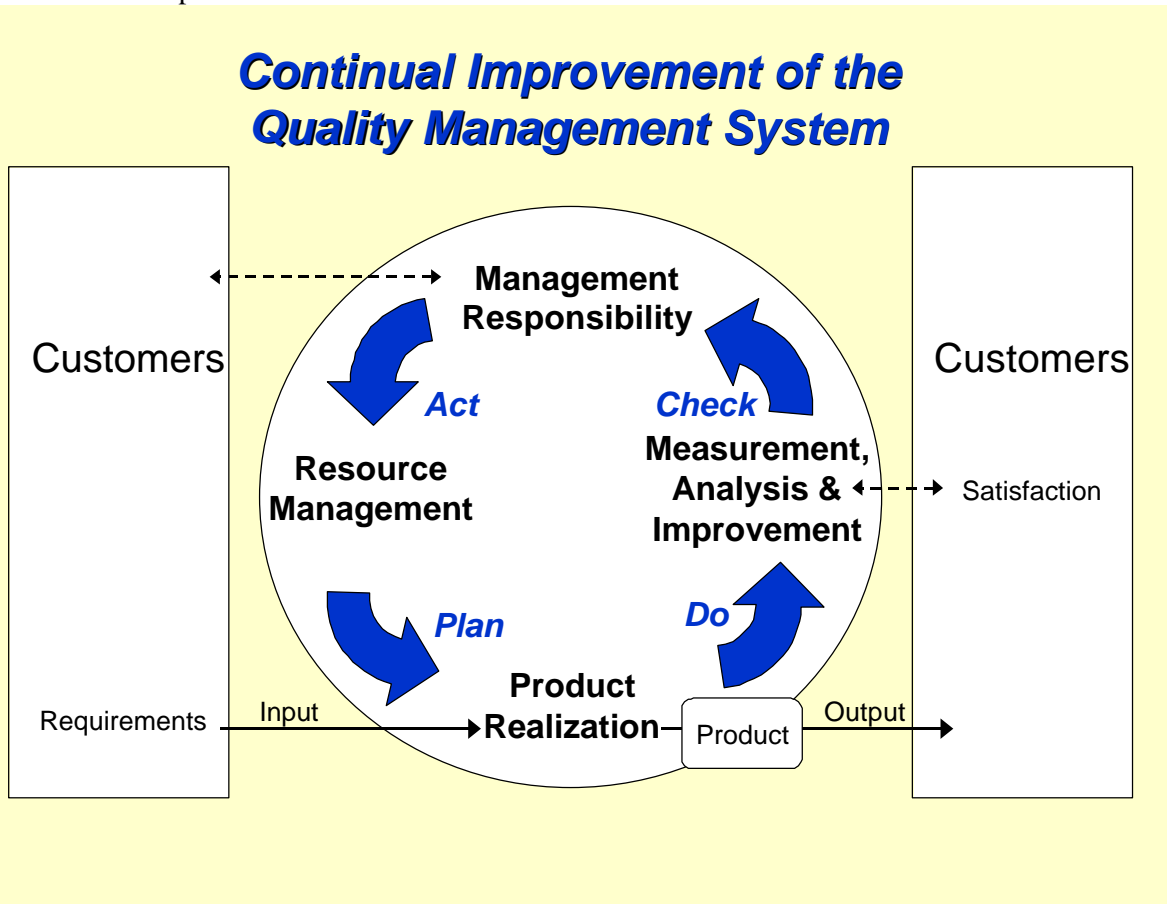 Continual Improvement of the
Quality Management System
Customers
Requirements
Input
Management
Responsibility
Act
Check
Resource
Management
Measurement,
Analysis &
Improvement
Plan
Do
Product
Realization
Product
Output
Customers
Satisfaction